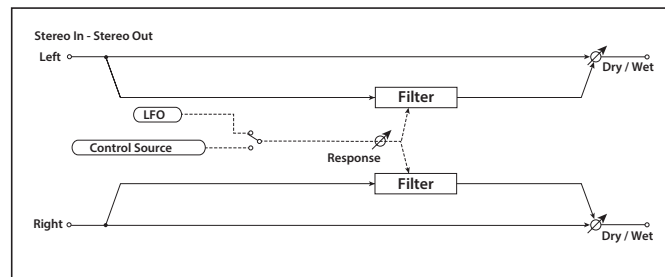 Stereo In - Stereo Out
Left
Dry / Wet
Filter
LFO
Control Source
Response
Filter
Right
Dry / Wet